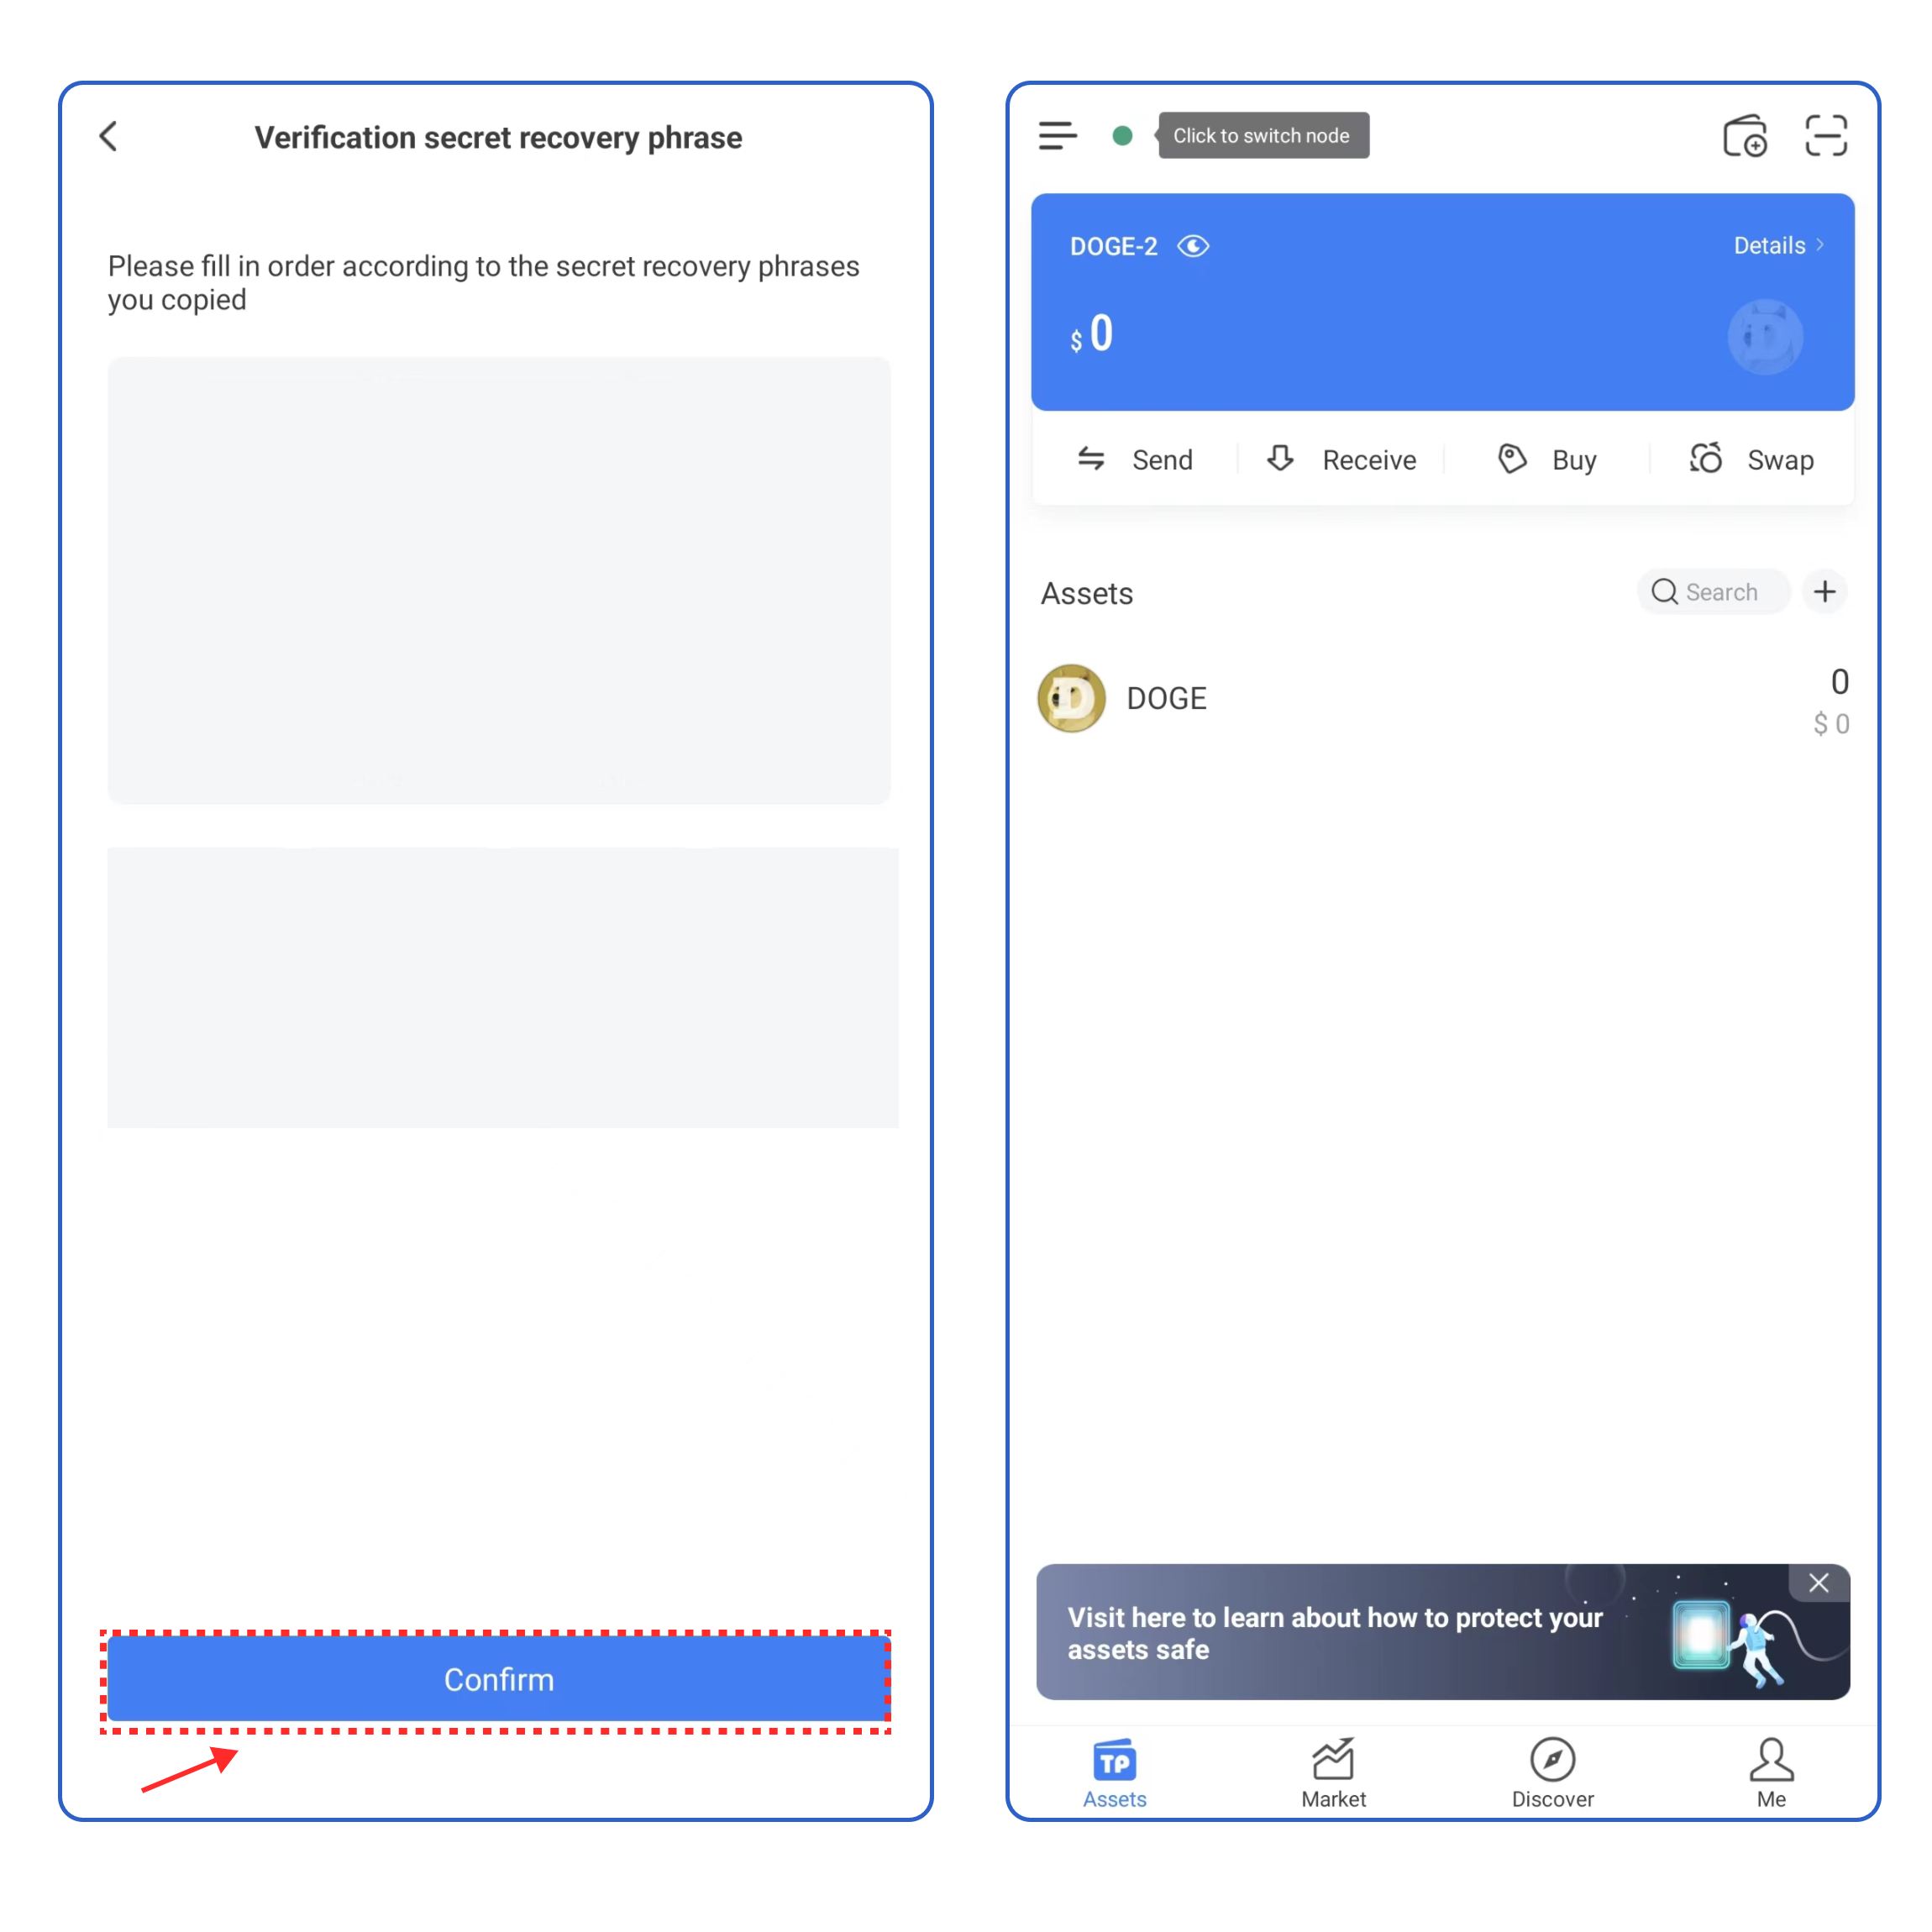 Verification secret recovery phrase
Please fill in order according to the secret recovery phrases
you copied
Confirm
Click to switch node
DOGE-2
Details
$ 0
Send
Receive
Buy
Swap
Assets
Search
DOGE
0
$ 0
Visit here to learn about how to protect your
assets safe
TP
Assets
Market
Discover
Me